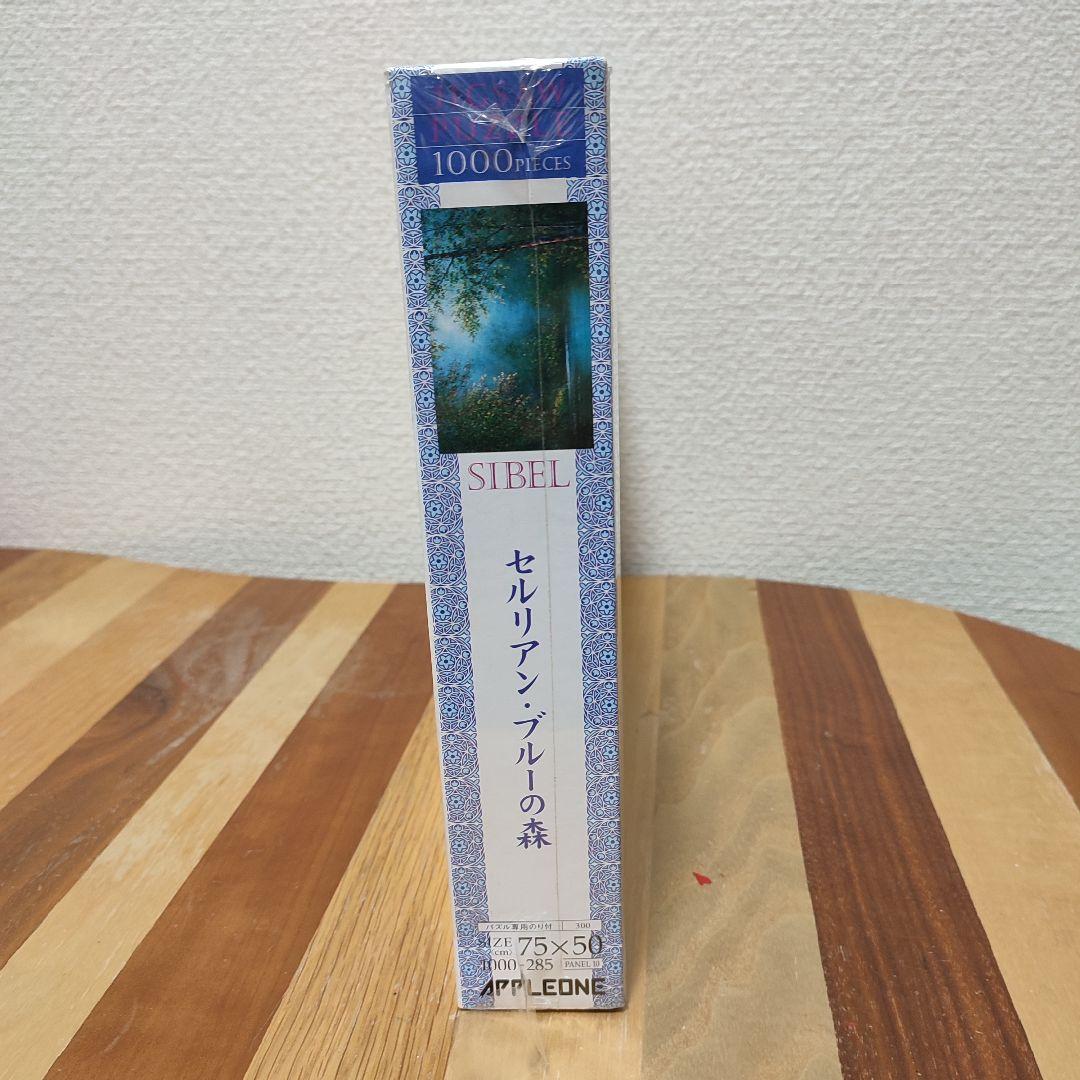 JIGSAW
PUZZLE
1000PIECES
SIBEL
セルリアン・ブルーの森
パズル専用のり付 300
SIZE (cm) 75×50
1000-285 PANEL 10
APPLEONE